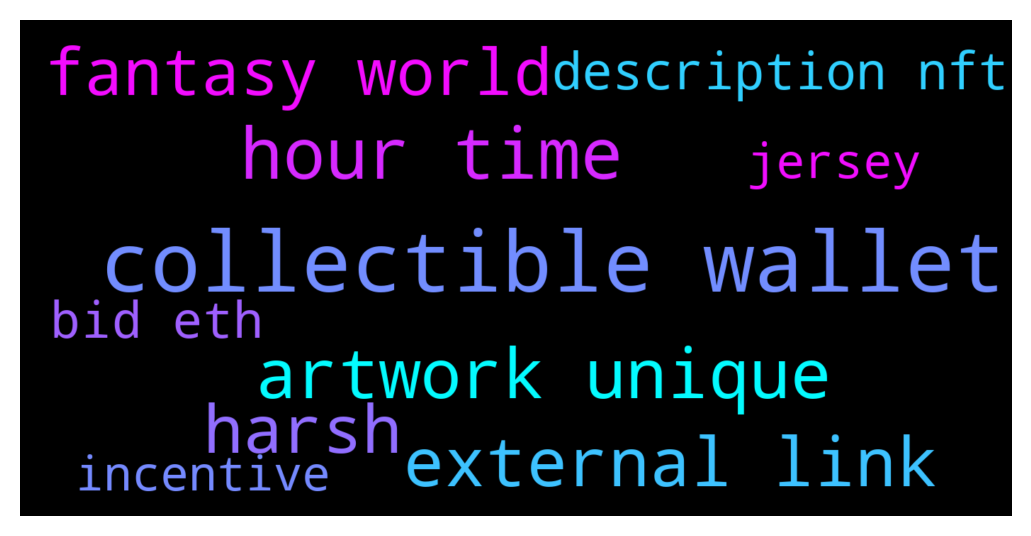 fantasy world
description nft
hour time
jersey
collectible wallet
bid eth
artwork unique
harsh
external link
incentive